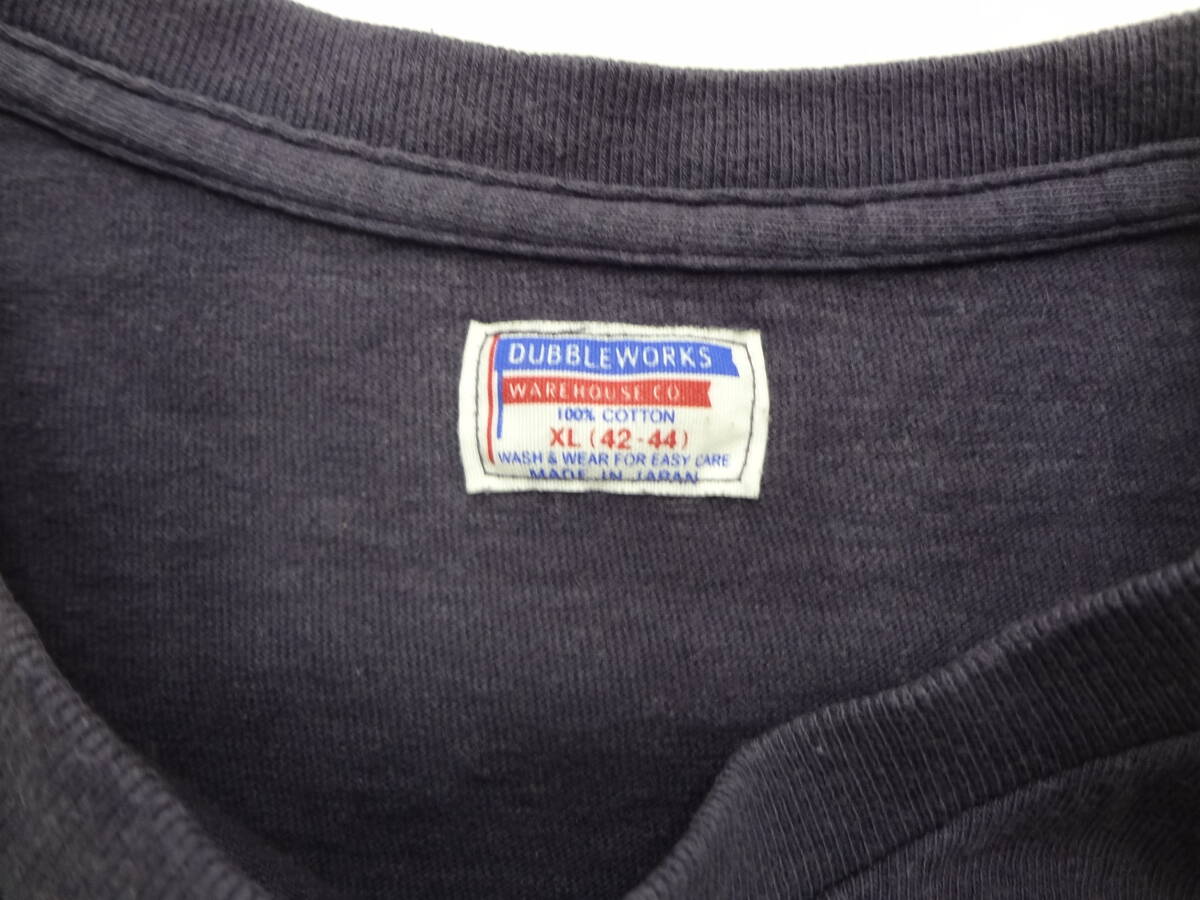 DUBBLEWORKS
WAREHOUSE CO
100% COTTON
XL (42-44)
WASH & WEAR FOR EASY CARE
MADE IN JAPAN